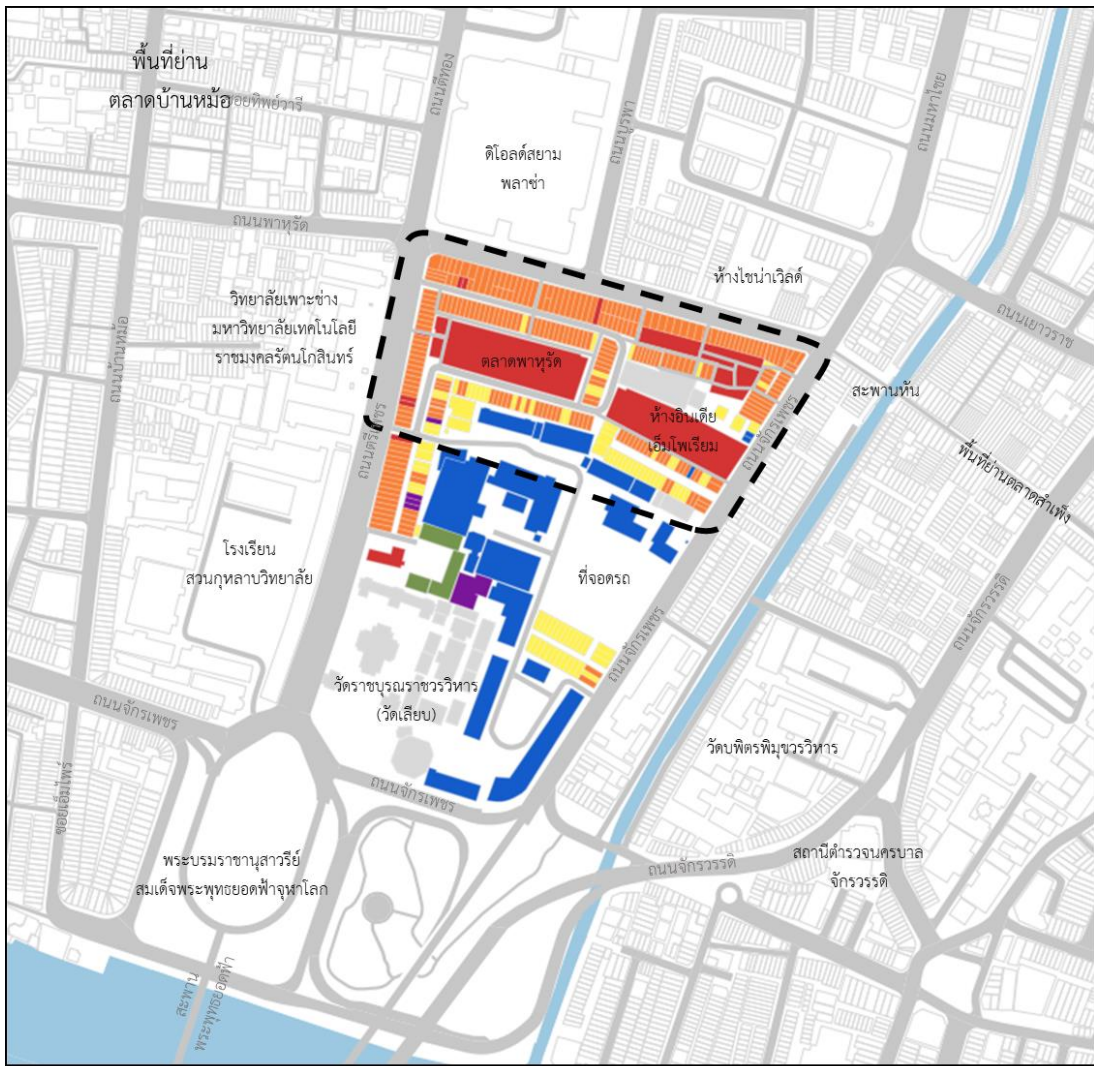 พื้นที่ย่าน
ตลาดบ้านหม้อ
ซอยทิพย์วารี
ถนนตีทอง
ดิโอลด์สยาม
พลาซ่า
ถนนบูรพา
ถนนมหาไชย
ถนนพาหุรัด
ห้างไชน่าเวิลด์
วิทยาลัยเพาะช่าง
มหาวิทยาลัยเทคโนโลยี
ราชมงคลรัตนโกสินทร์
ถนนบ้านหม้อ
ถนนเยาวราช
ตลาดพาหุรัด
สะพานหัน
ห้างอินเดีย
เอ็มโพเรียม
ถนนตรีเพชร
ถนนจักรเพชร
พื้นที่ย่านตลาดสำเพ็ง
โรงเรียน
สวนกุหลาบวิทยาลัย
ที่จอดรถ
ถนนจักรวรรดิ
ถนนจักรเพชร
วัดราชบุรณราชวรวิหาร
(วัดเลียบ)
ถนนจักรเพชร
วัดบพิตรพิมุขวรวิหาร
ซอยเอ็มไพร์
ถนนจักรเพชร
พระบรมราชานุสาวรีย์
สมเด็จพระพุทธยอดฟ้าจุฬาโลก
ถนนจักรวรรดิ
สถานีตำรวจนครบาล
จักรวรรดิ
สะพาน
พระพุทธยอดฟ้า